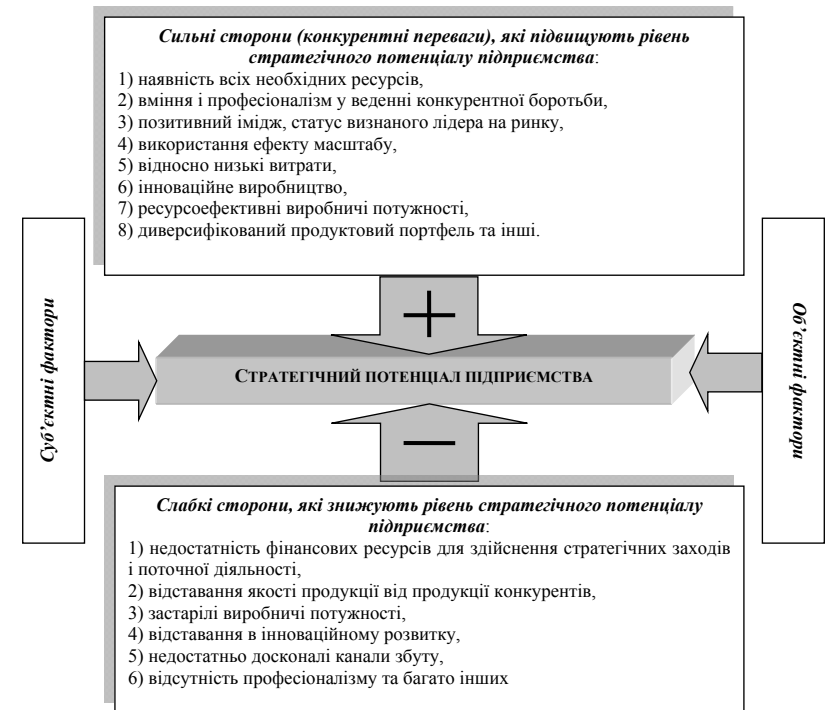 Сильні сторони (конкурентні переваги), які підвищують рівень
стратегічного потенціалу підприємства:
1) наявність всіх необхідних ресурсів,
2) вміння і професіоналізм у веденні конкурентної боротьби,
3) позитивний імідж, статус визнаного лідера на ринку,
4) використання ефекту масштабу,
5) відносно низькі витрати,
6) інноваційне виробництво,
7) ресурсоефективні виробничі потужності,
8) диверсифікований продуктовий портфель та інші.
Суб’єктні фактори
+
СТРАТЕГІЧНИЙ ПОТЕНЦІАЛ ПІДПРИЄМСТВА
–
Об’єктні фактори
Слабкі сторони, які знижують рівень стратегічного потенціалу
підприємства:
1) недостатність фінансових ресурсів для здійснення стратегічних заходів
і поточної діяльності,
2) відставання якості продукції від продукції конкурентів,
3) застарілі виробничі потужності,
4) відставання в інноваційному розвитку,
5) недостатньо досконалі канали збуту,
6) відсутність професіоналізму та багато інших